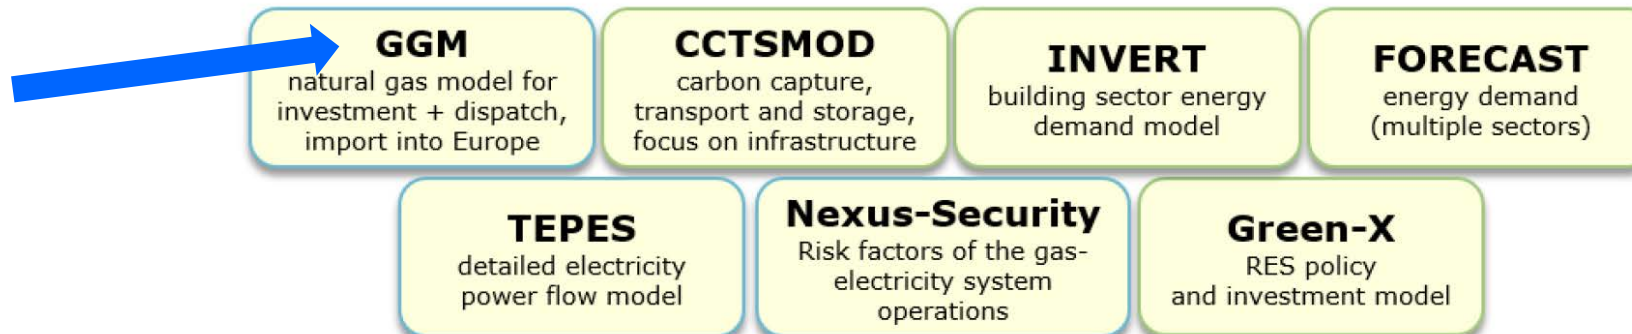 GGM
natural gas model for
investment + dispatch,
import into Europe
CCTSMOD
carbon capture,
transport and storage,
focus on infrastructure
INVERT
building sector energy
demand model
FORECAST
energy demand
(multiple sectors)
TEPES
detailed electricity
power flow model
Nexus-Security
Risk factors of the gas-
electricity system
operations
Green-X
RES policy
and investment model